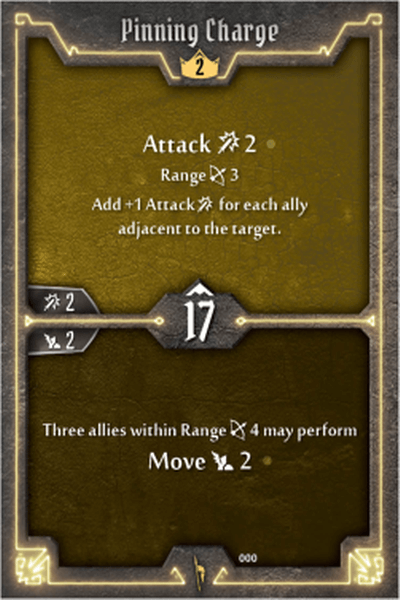 Pinning Charge
2
Attack 2
Range 3
Add +1 Attack for each ally
adjacent to the target.
2
17
2
Three allies within Range 4 may perform
Move 2
000